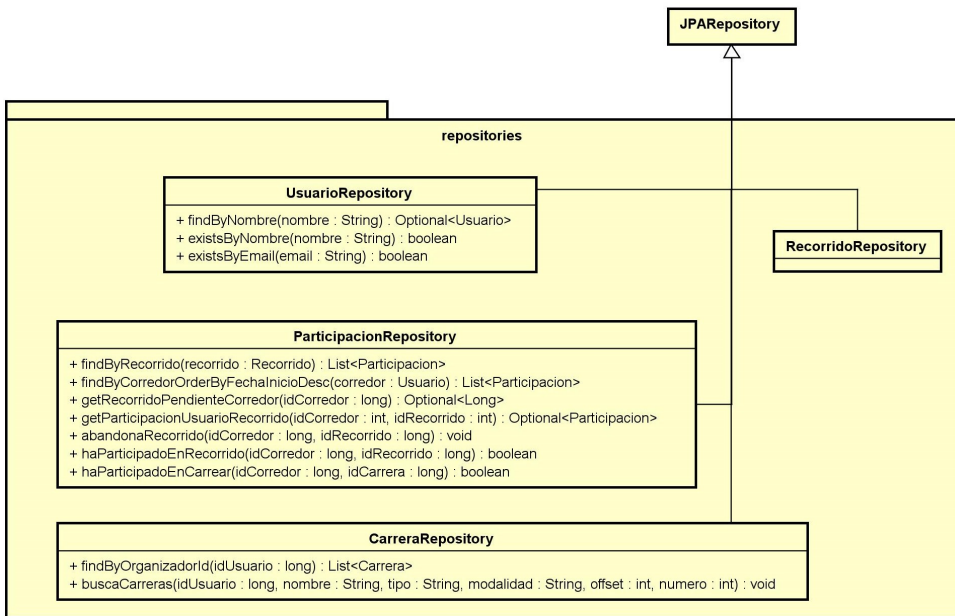 JPARepository
repositories
UsuarioRepository
+ findByNombre(nombre : String) : Optional<Usuario>
+ existsByNombre(nombre : String) : boolean
+ existsByEmail(email : String) : boolean
RecorridoRepository
ParticipacionRepository
+ findByRecorrido(recorrido : Recorrido) : List<Participacion>
+ findByCorredorOrderByFechaInicioDesc(corredor : Usuario) : List<Participacion>
+ getRecorridoPendienteCorredor(idCorredor : long) : Optional<Long>
+ getParticipacionUsuarioRecorrido(idCorredor : int, idRecorrido : int) : Optional<Participacion>
+ abandonaRecorrido(idCorredor : long, idRecorrido : long) : void
+ haParticipadoEnRecorrido(idCorredor : long, idRecorrido : long) : boolean
+ haParticipadoEnCarrear(idCorredor : long, idCarrera : long) : boolean
CarreraRepository
+ findByOrganizadorId(idUsuario : long) : List<Carrera>
+ buscaCarreras(idUsuario : long, nombre : String, tipo : String, modalidad : String, offset : int, numero : int) : void